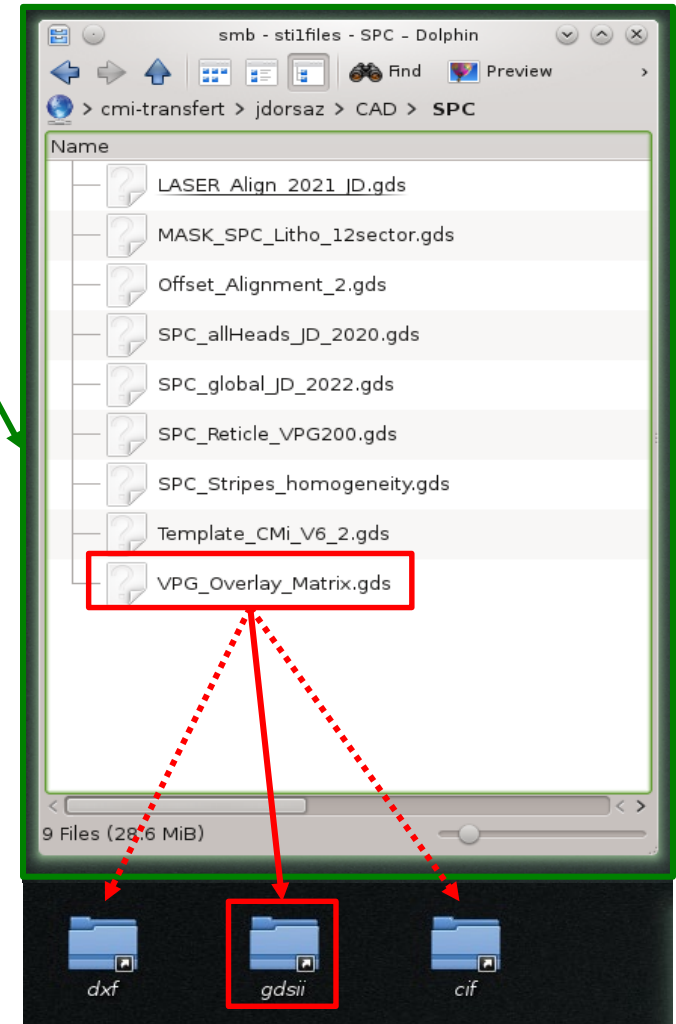 smb - sti1files - SPC – Dolphin
Find Preview >
> cmi-transfert > jdorsaz > CAD > SPC
Name
LASER_Align_2021_JD.gds
MASK_SPC_Litho_12sector.gds
Offset_Alignment_2.gds
SPC_allHeads_JD_2020.gds
SPC_global_JD_2022.gds
SPC_Reticle_VPG200.gds
SPC_Stripes_homogeneity.gds
Template_CMi_V6_2.gds
VPG_Overlay_Matrix.gds
9 Files (28.6 MiB)
dxf gdsii cif